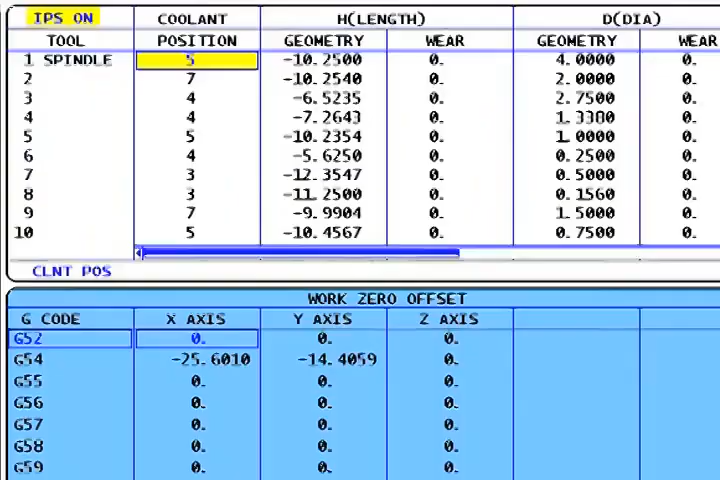 IPS ON COOLANT H(LENGTH) D(DIA)
TOOL POSITION GEOMETRY WEAR GEOMETRY WEAR
1 SPINDLE 5 -10.2500 0. 4.0000 0.
2 7 -10.2540 0. 2.0000 0.
3 4 -6.5235 0. 2.7500 0.
4 4 -7.2643 0. 1.3380 0.
5 5 -10.2354 0. 1.0000 0.
6 4 -5.6250 0. 0.2500 0.
7 3 -12.3547 0. 0.5000 0.
8 3 -11.2500 0. 0.1560 0.
9 7 -9.9904 0. 1.5000 0.
10 5 -10.4567 0. 0.7500 0.
CLNT POS
WORK ZERO OFFSET
G CODE X AXIS Y AXIS Z AXIS
G52 0. 0. 0.
G54 -25.6010 -14.4059 0.
G55 0. 0. 0.
G56 0. 0. 0.
G57 0. 0. 0.
G58 0. 0. 0.
G59 0. 0. 0.